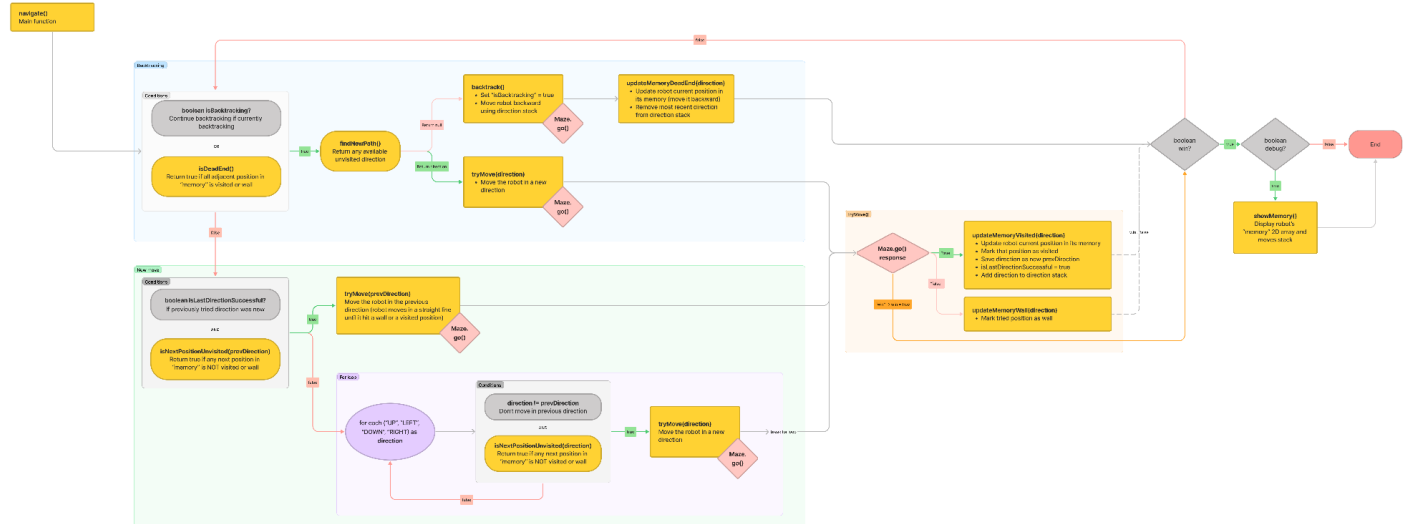 navigate()
Main function
False
Backtracking
Conditions
boolean isBacktracking?
Continue backtracking if currently
backtracking
OR
isDeadEnd()
Return true if all adjacent position in
"memory" is visited or wall
True
findNewPath()
Return any available
unvisited direction
Return null
Return direction
backtrack()
• Set "isBacktracking" = true
• Move robot backward
using direction stack
Maze.
go()
updateMemoryDeadEnd(direction)
• Update robot current position in
its memory (move it backward)
• Remove most recent direction
from direction stack
tryMove(direction)
• Move the robot in a new
direction
Maze.
go()
False
New move
Conditions
boolean isLastDirectionSuccessful?
If previously tried direction was
AND
isNextPositionUnvisited(prevDirection)
Return true if any next position in
"memory" is NOT visited or wall
True
False
tryMove(prevDirection)
Move the robot in the previous
direction (robot moves in a straight line
until it hit a wall or a visited position)
Maze.
go()
For loop
for each ("UP", "LEFT",
"DOWN", "RIGHT) as
direction
Conditions
direction != prevDirection
Don't move in previous direction
AND
isNextPositionUnvisited(direction)
Return true if any next position in
"memory" is NOT visited or wall
False
True
tryMove(direction)
Move the robot in a new
direction
Maze.
go()
tryMove()
Maze.go()
response
True
False
updateMemoryVisited(direction)
• Update robot current position in its memory
• Mark that position as visited
• Save direction as new prevDirection
• isLastDirectionSuccessful = true
• Add direction to direction stack
updateMemoryWall(direction)
• Mark tried position as wall
boolean
win?
True
boolean
debug?
False
True
End
showMemory()
Display robot's
"memory" 2D array and
moves stack